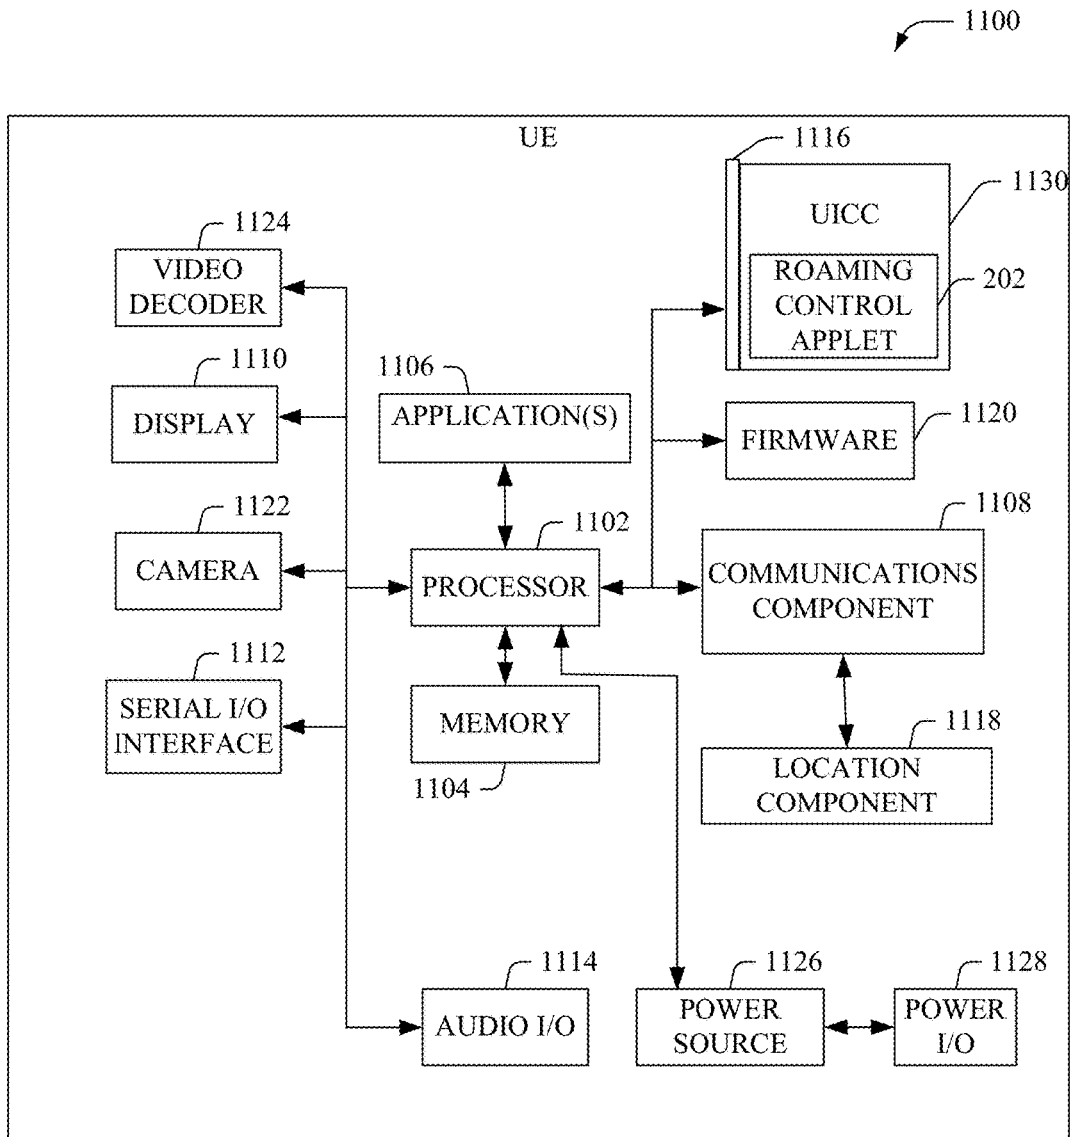 1100
UE
1116
1130
UICC
ROAMING
CONTROL
APPLET
202
1124
VIDEO
DECODER
1110
DISPLAY
1106
APPLICATION(S)
1120
FIRMWARE
1122
CAMERA
1102
PROCESSOR
1108
COMMUNICATIONS
COMPONENT
1112
SERIAL I/O
INTERFACE
MEMORY
1104
1118
LOCATION
COMPONENT
1114
AUDIO I/O
1126
POWER
SOURCE
1128
POWER
I/O